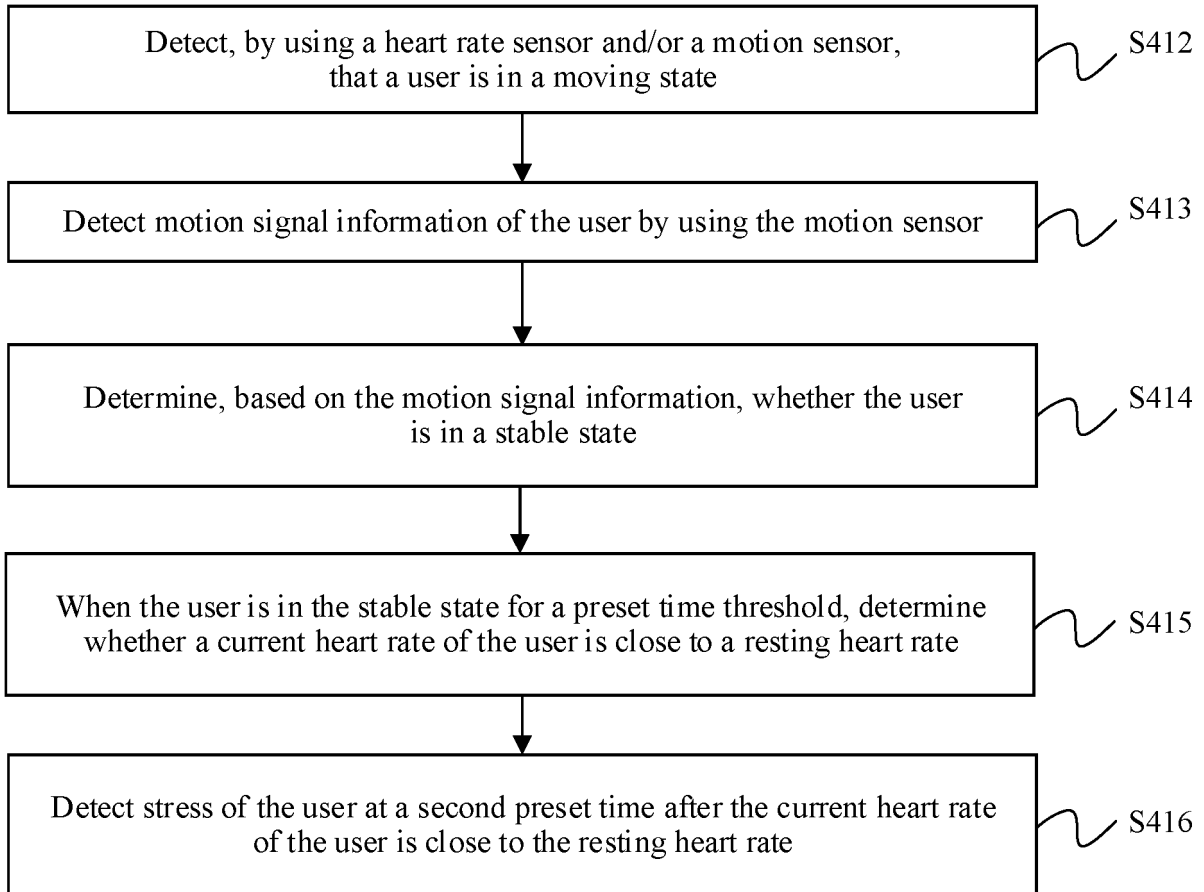 Detect, by using a heart rate sensor and/or a motion sensor,
that a user is in a moving state
S412
Detect motion signal information of the user by using the motion sensor
S413
Determine, based on the motion signal information, whether the user
is in a stable state
S414
When the user is in the stable state for a preset time threshold, determine
whether a current heart rate of the user is close to a resting heart rate
S415
Detect stress of the user at a second preset time after the current heart rate
of the user is close to the resting heart rate
S416